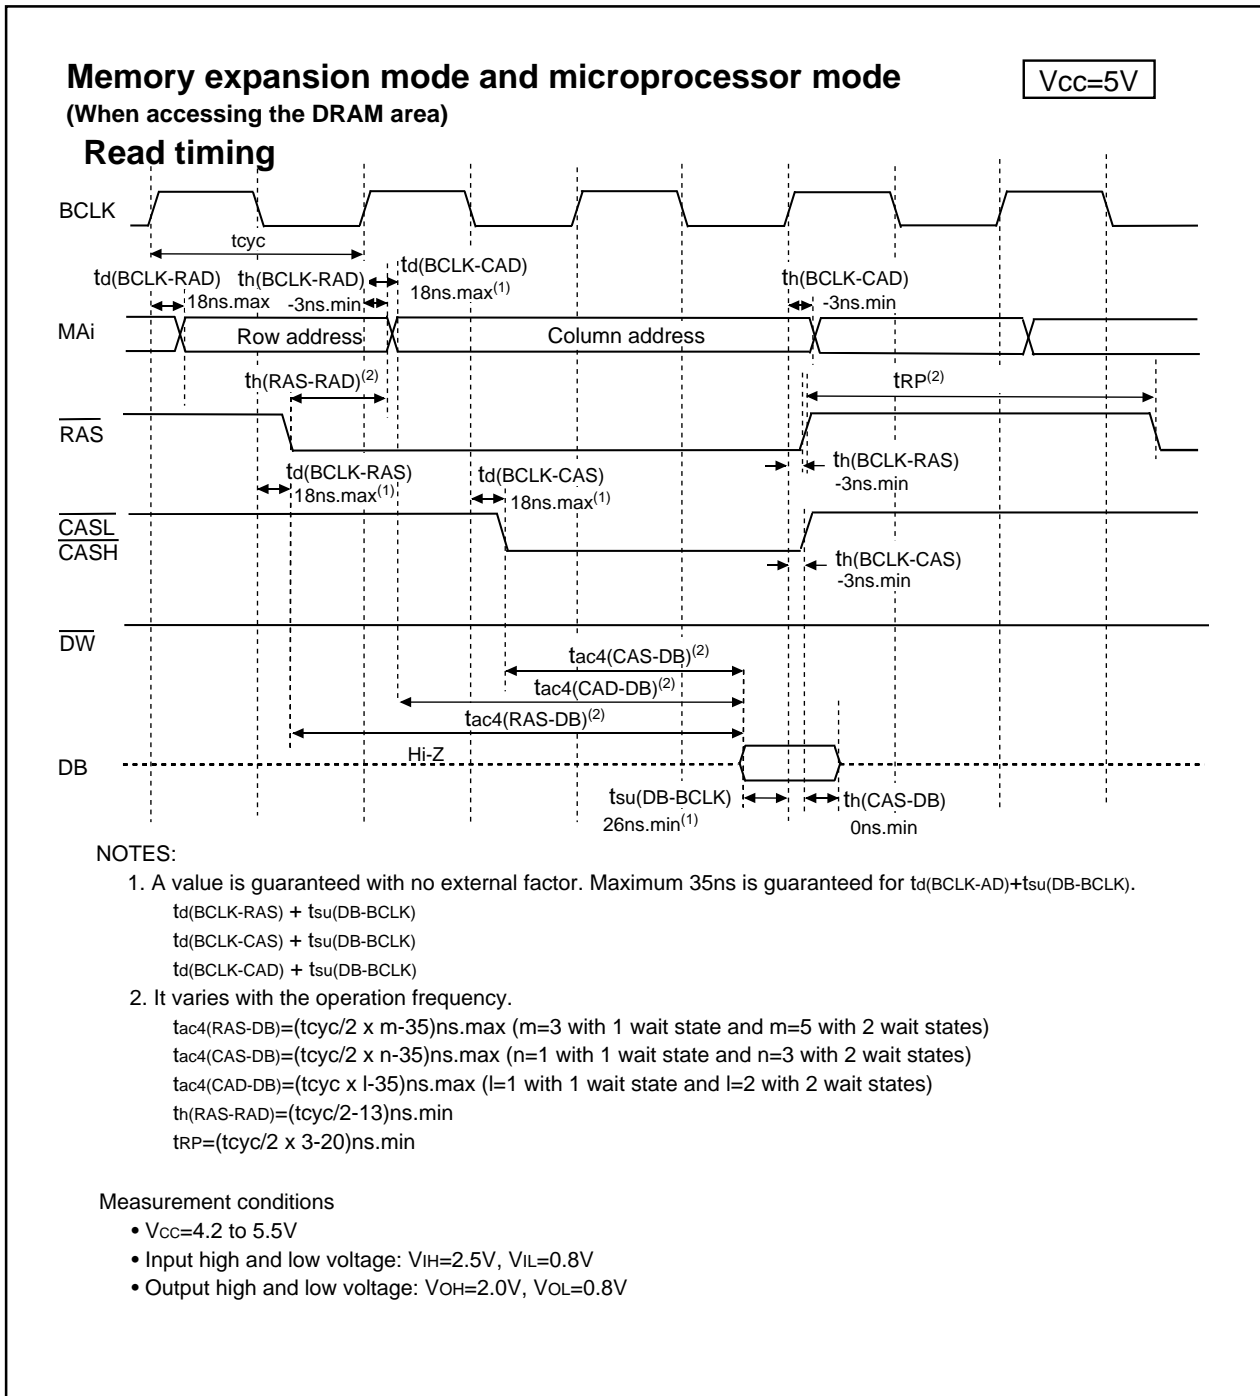 Memory expansion mode and microprocessor mode
Vcc=5V
(When accessing the DRAM area)
Read timing
BCLK
tcyc
td(BCLK-RAD)
18ns.max
th(BCLK-RAD)
-3ns.min
td(BCLK-CAD)
18ns.max(1)
th(BCLK-CAD)
-3ns.min
MAi
Row address
Column address
th(RAS-RAD)(2)
tRP(2)
RAS
td(BCLK-RAS)
18ns.max(1)
td(BCLK-CAS)
18ns.max(1)
th(BCLK-RAS)
-3ns.min
CASL
CASH
th(BCLK-CAS)
-3ns.min
DW
tac4(CAS-DB)(2)
tac4(CAD-DB)(2)
tac4(RAS-DB)(2)
Hi-Z
DB
tsu(DB-BCLK)
26ns.min(1)
th(CAS-DB)
0ns.min
NOTES:
1. A value is guaranteed with no external factor. Maximum 35ns is guaranteed for td(BCLK-AD)+tsu(DB-BCLK).
td(BCLK-RAS) + tsu(DB-BCLK)
td(BCLK-CAS) + tsu(DB-BCLK)
td(BCLK-CAD) + tsu(DB-BCLK)
2. It varies with the operation frequency.
tac4(RAS-DB)=(tcyc/2 x m-35)ns.max (m=3 with 1 wait state and m=5 with 2 wait states)
tac4(CAS-DB)=(tcyc/2 x n-35)ns.max (n=1 with 1 wait state and n=3 with 2 wait states)
tac4(CAD-DB)=(tcyc x l-35)ns.max (l=1 with 1 wait state and l=2 with 2 wait states)
th(RAS-RAD)=(tcyc/2-13)ns.min
tRP=(tcyc/2 x 3-20)ns.min
Measurement conditions
• VCC=4.2 to 5.5V
• Input high and low voltage: VIH=2.5V, VIL=0.8V
• Output high and low voltage: VOH=2.0V, VOL=0.8V